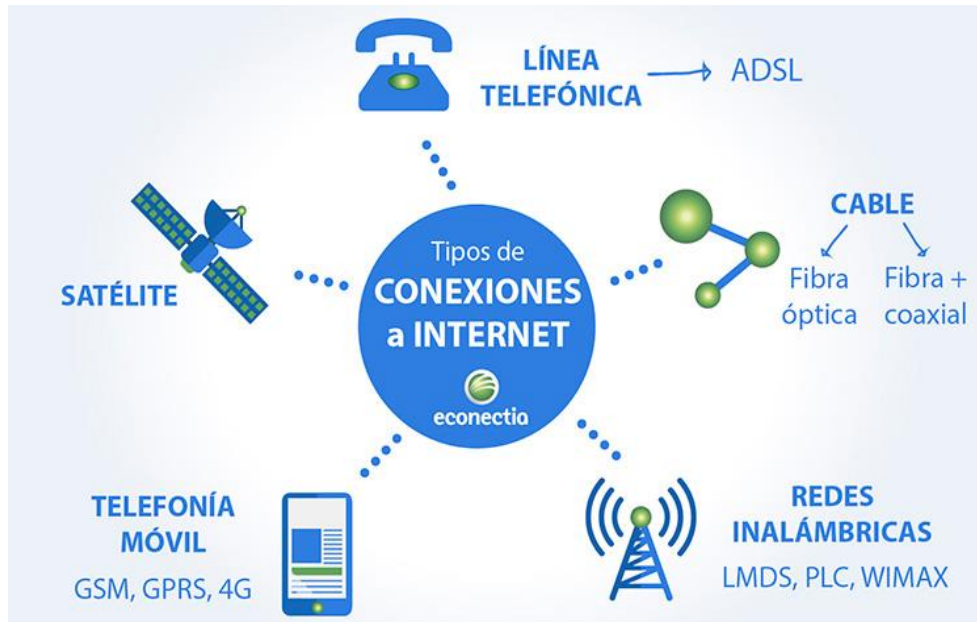 LÍNEA
TELEFÓNICA
ADSL
CABLE
Fibra
óptica
Fibra +
coaxial
SATÉLITE
Tipos de
CONEXIONES
a INTERNET
econectia
TELEFONÍA
MÓVIL
GSM, GPRS, 4G
REDES
INALÁMBRICAS
LMDS, PLC, WIMAX